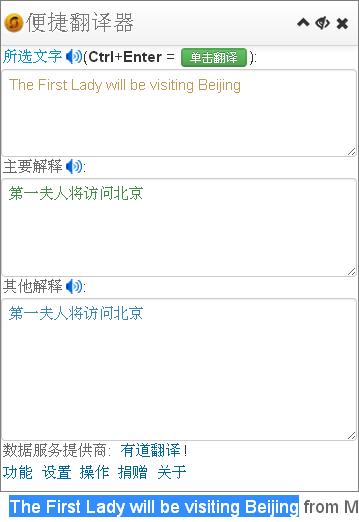 便捷翻译器
所选文字 (Ctrl+Enter = 单击翻译 ):
The First Lady will be visiting Beijing
主要解释 :
第一夫人将访问北京
其他解释 :
第一夫人将访问北京
数据服务提供商: 有道翻译!
功能 设置 操作 捐赠 关于
The First Lady will be visiting Beijing from M